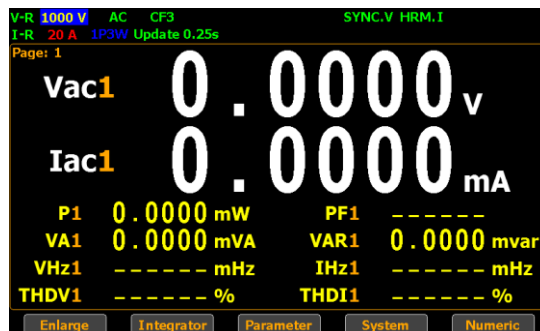 V-R 1000 V AC CF3 SYNC.V HRM.I
I-R 20 A 1P3W Update 0.25s
Page: 1
Vac1 0.0000 V
Iac1 0.0000 mA
P1 0.0000 mW PF1 ------
VA1 0.0000 mVA VAR1 0.0000 mvar
VHz1 ------ mHz IHz1 ------ mHz
THDV1 ------ % THDI1 ------ %
Enlarge Integrator Parameter System Numeric